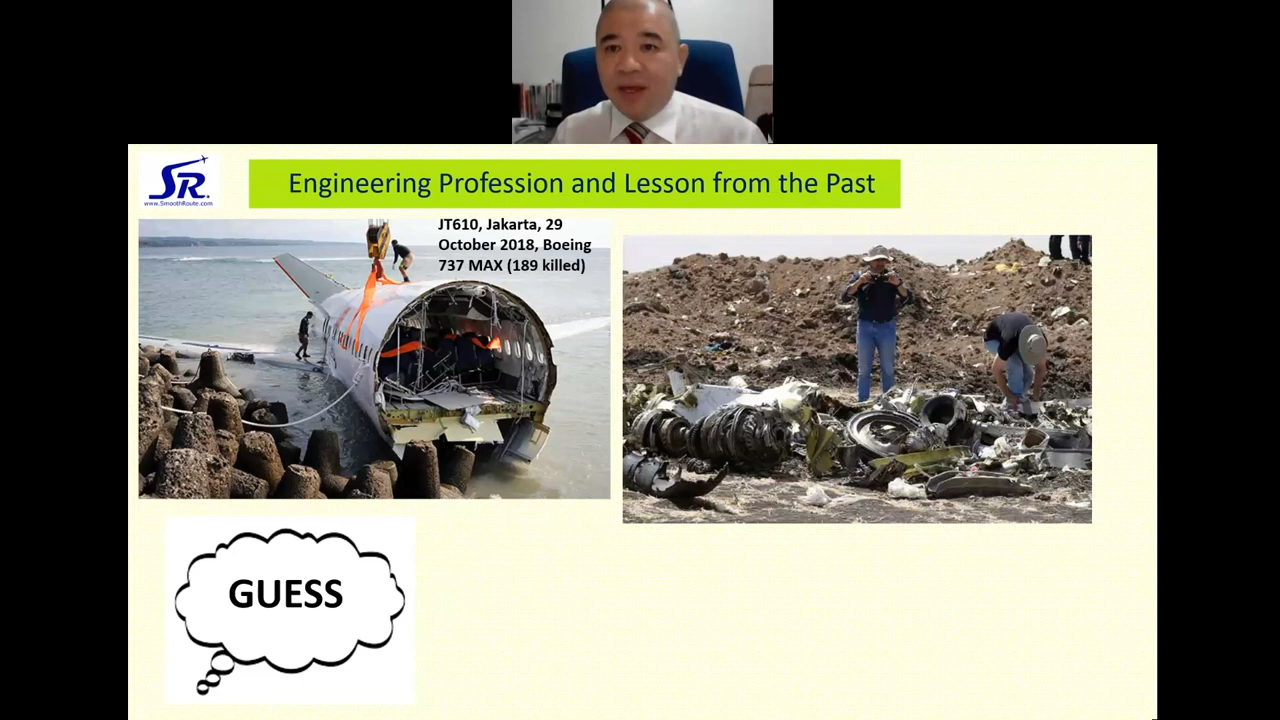 SR.
www.SmoothRoute.com
Engineering Profession and Lesson from the Past
JT610, Jakarta, 29
October 2018, Boeing
737 MAX (189 killed)
GUESS